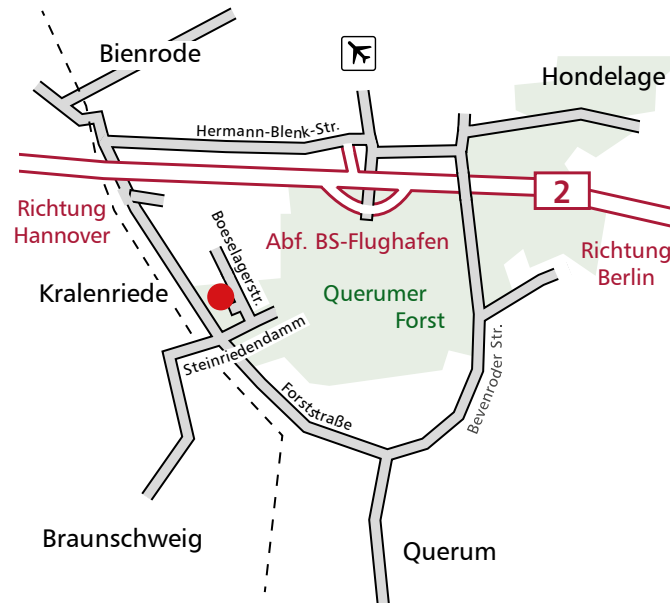 Bienrode
Hondelage
Hermann-Blenk-Str.
2
Richtung
Hannover
Boeselagerstr.
Abf. BS-Flughafen
Richtung
Berlin
Kralenriede
Querumer
Forst
Steinriedendamm
Bevenroder Str.
Forststraße
Braunschweig
Querum